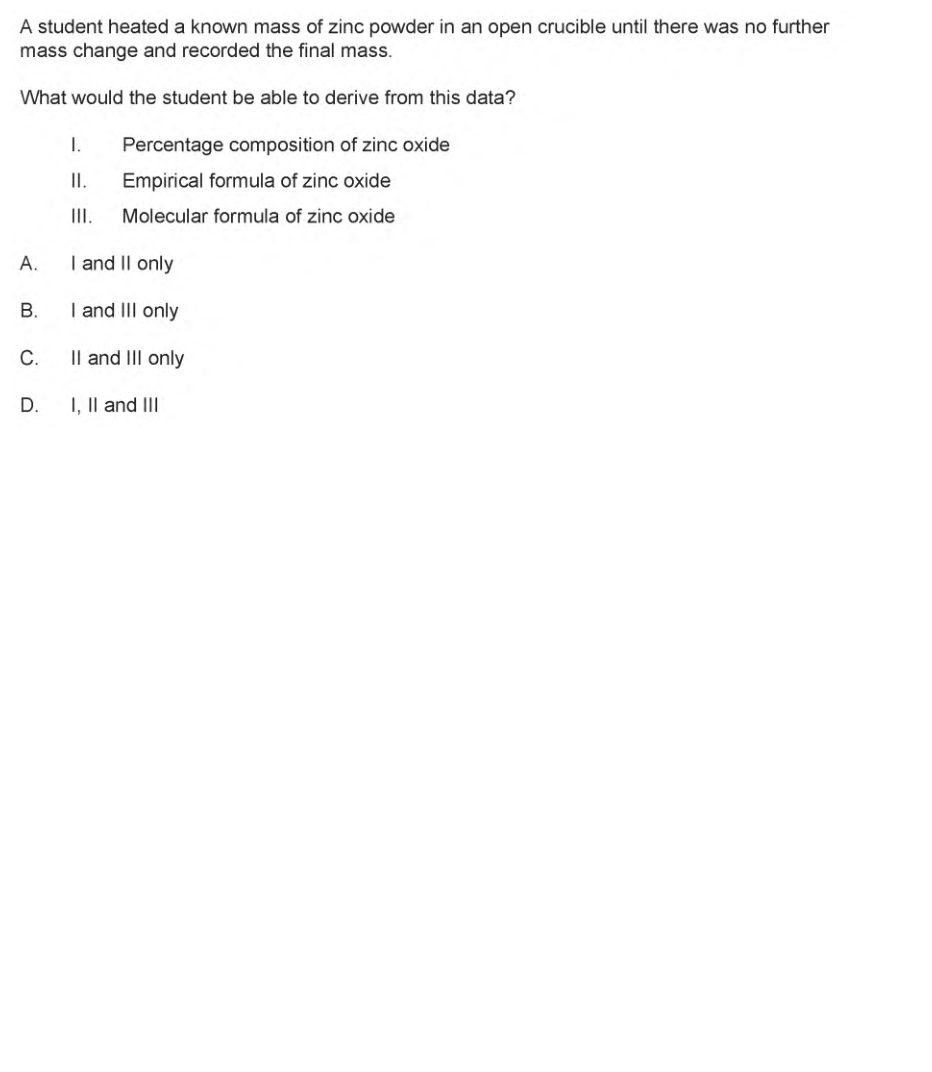 A student heated a known mass of zinc powder in an open crucible until there was no further
mass change and recorded the final mass.
What would the student be able to derive from this data?
I. Percentage composition of zinc oxide
II. Empirical formula of zinc oxide
III. Molecular formula of zinc oxide
A. I and II only
B. I and III only
C. II and III only
D. I, II and III